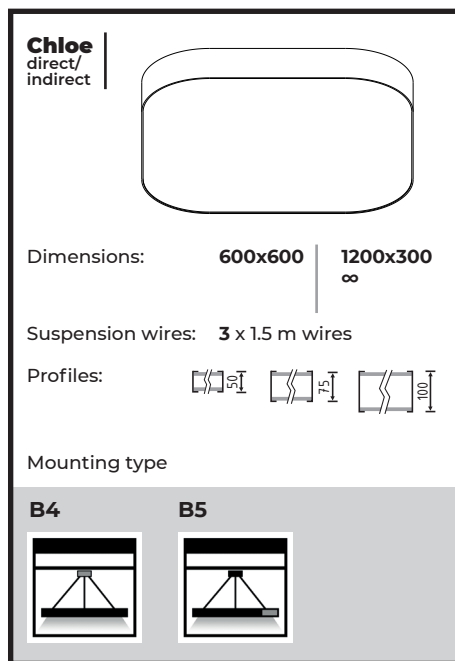 Chloe
direct/
indirect
Dimensions: 600x600 1200x300
∞
Suspension wires: 3 x 1.5 m wires
Profiles: 50 75 100
Mounting type
B4 B5